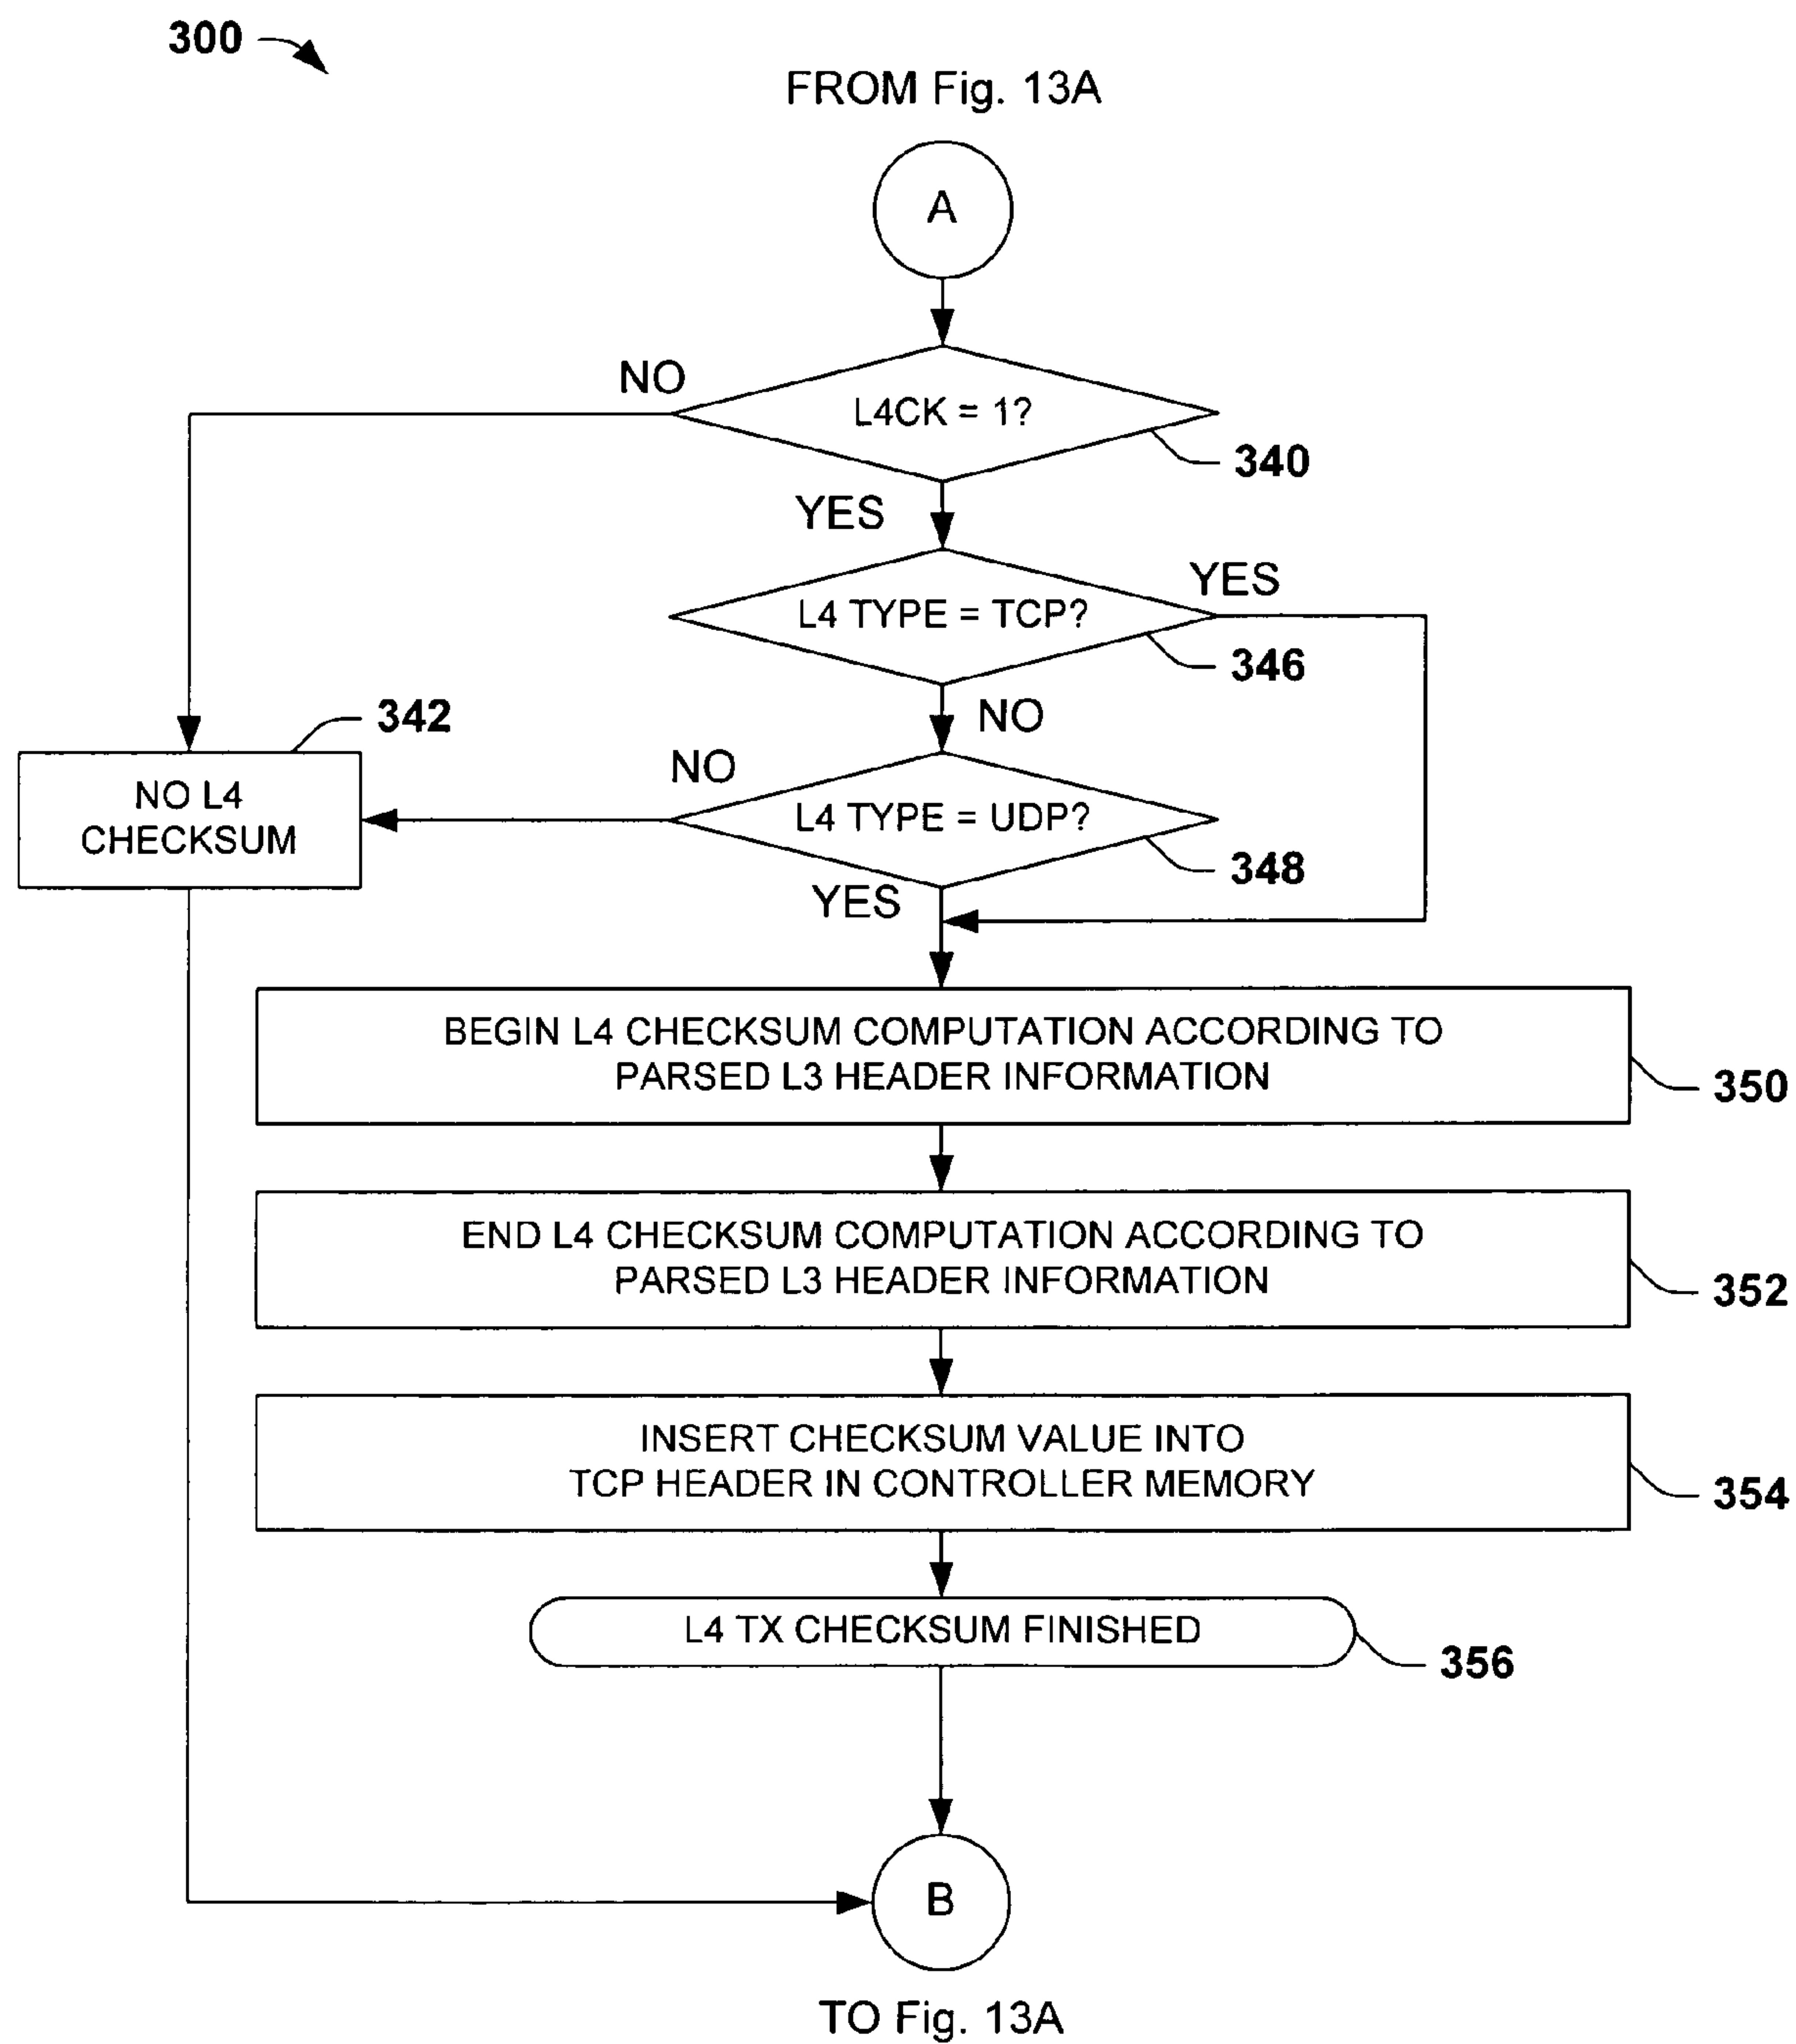 300
FROM Fig. 13A
A
NO
L4CK = 1?
340
YES
YES
L4 TYPE = TCP?
346
342
NO
NO
NO L4
CHECKSUM
L4 TYPE = UDP?
348
YES
BEGIN L4 CHECKSUM COMPUTATION ACCORDING TO
PARSED L3 HEADER INFORMATION
350
END L4 CHECKSUM COMPUTATION ACCORDING TO
PARSED L3 HEADER INFORMATION
352
INSERT CHECKSUM VALUE INTO
TCP HEADER IN CONTROLLER MEMORY
354
L4 TX CHECKSUM FINISHED
356
B
TO Fig. 13A